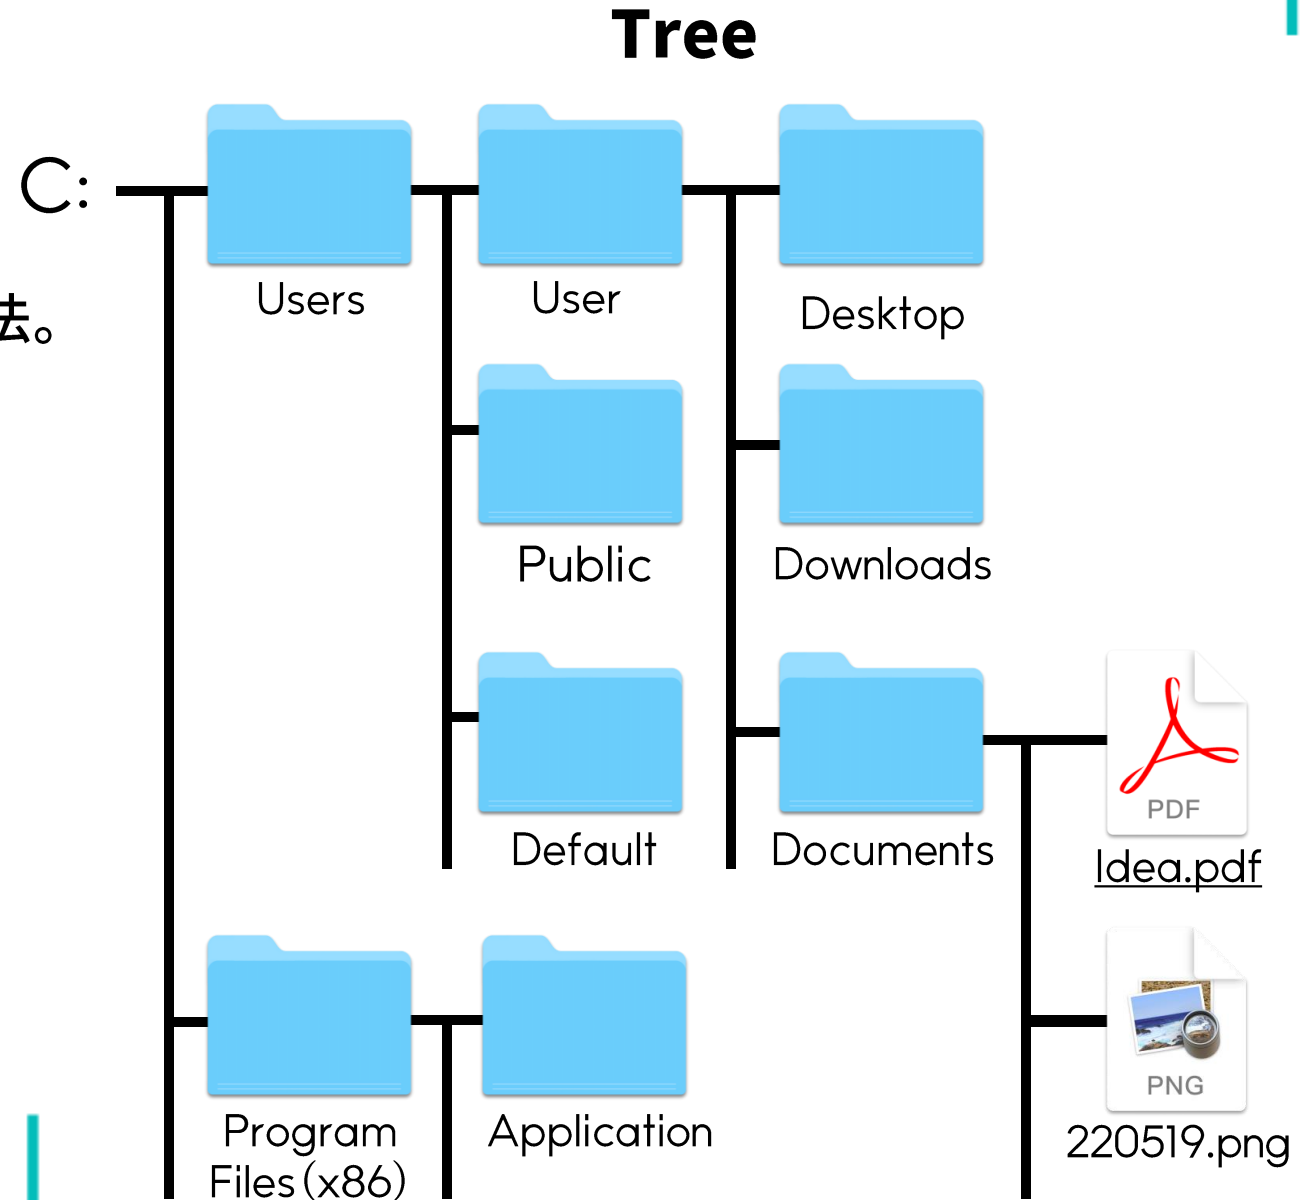 Tree
C:
Users
User
Desktop
法。
Public
Downloads
Default
Documents
PDF
Idea.pdf
PNG
220519.png
Program
Files(x86)
Application